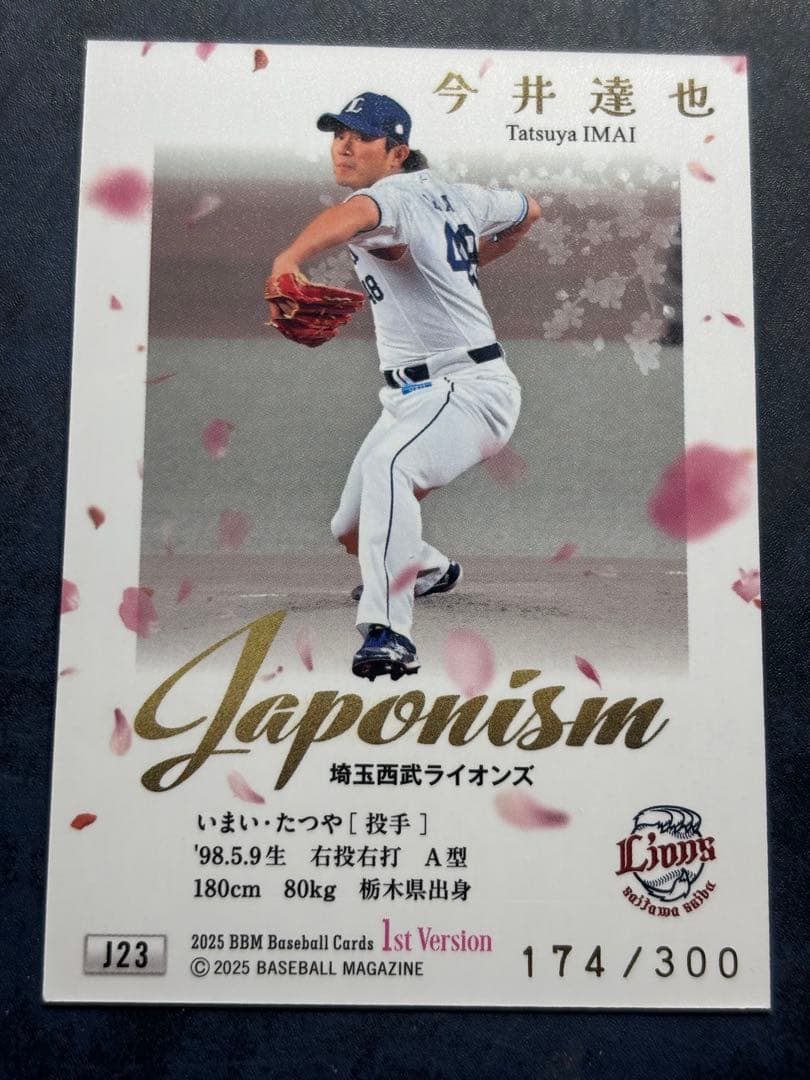 今井達也
Tatsuya IMAI
L
48
48
Japonism
埼玉西武ライオンズ
いまい・たつや [ 投手 ]
'98.5.9生 右投右打 A型
180cm 80kg 栃木県出身
Lions
saitama seibu
J23
2025 BBM Baseball Cards 1st Version
© 2025 BASEBALL MAGAZINE
174/300